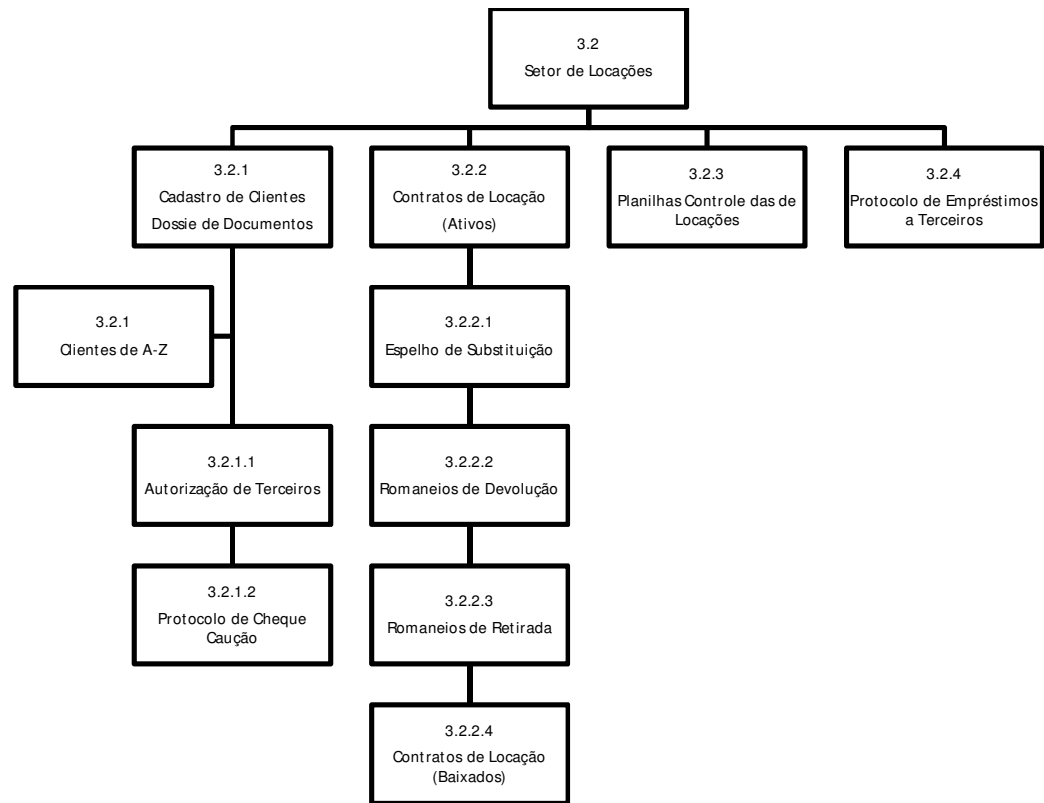 3.2
Setor de Locações
3.2.1
Cadastro de Clientes
Dossie de Documentos
3.2.2
Contratos de Locação
(Ativos)
3.2.3
Planilhas Controle das de
Locações
3.2.4
Protocolo de Empréstimos
a Terceiros
3.2.1
Clientes de A-Z
3.2.2.1
Espelho de Substituição
3.2.1.1
Autorização de Terceiros
3.2.2.2
Romaneios de Devolução
3.2.1.2
Protocolo de Cheque
Caução
3.2.2.3
Romaneios de Retirada
3.2.2.4
Contratos de Locação
(Baixados)